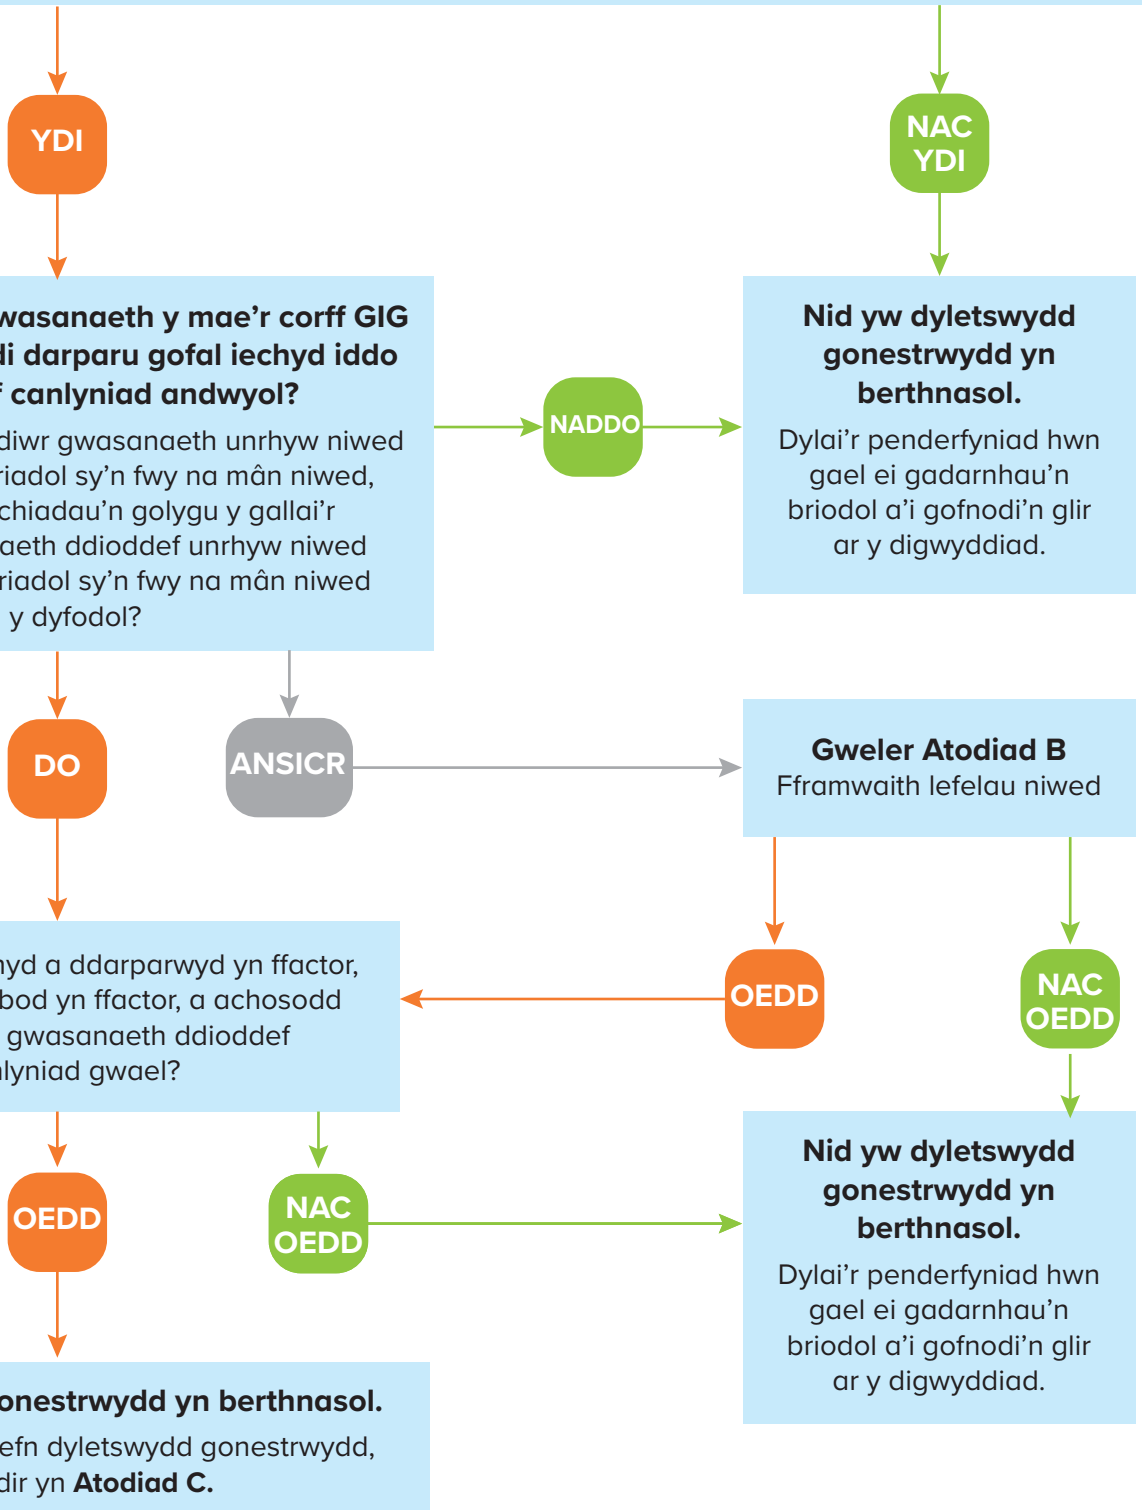 YDI
NAC
YDI
wasanaeth y mae'r corff GIG
di darparu gofal iechyd iddo
f canlyniad andwyol?
diwr gwasanaeth unrhyw niwed
riadol sy'n fwy na mân niwed,
chiadau'n golygu y gallai'r
aeth ddioddef unrhyw niwed
riadol sy'n fwy na mân niwed
y dyfodol?
NADDO
Nid yw dyletswydd
gonestrwydd yn
berthnasol.
Dylai'r penderfyniad hwn
gael ei gadarnhau'n
briodol a'i gofnodi'n glir
ar y digwyddiad.
DO
ANSICR
Gweler Atodiad B
Fframwaith lefelau niwed
hyd a ddarparwyd yn ffactor,
bod yn ffactor, a achosodd
gwasanaeth ddioddef
nlyniad gwael?
OEDD
NAC
OEDD
OEDD
NAC
OEDD
Nid yw dyletswydd
gonestrwydd yn
berthnasol.
Dylai'r penderfyniad hwn
gael ei gadarnhau'n
briodol a'i gofnodi'n glir
ar y digwyddiad.
onestrwydd yn berthnasol.
efn dyletswydd gonestrwydd,
dir yn Atodiad C.